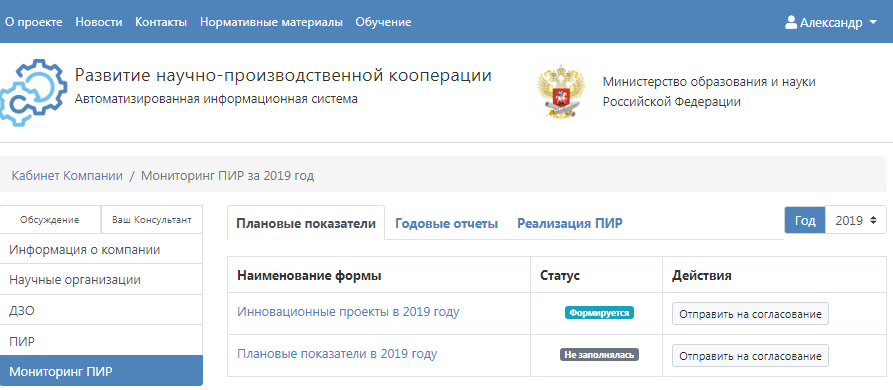 О проекте Новости Контакты Нормативные материалы Обучение Александр
Развитие научно-производственной кооперации
Автоматизированная информационная система
Министерство образования и науки
Российской Федерации
Кабинет Компании / Мониторинг ПИР за 2019 год
Обсуждение Ваш Консультант
Информация о компании
Научные организации
ДЗО
ПИР
Мониторинг ПИР
Плановые показатели Годовые отчеты Реализация ПИР Год 2019
Наименование формы Статус Действия
Инновационные проекты в 2019 году Формируется Отправить на согласование
Плановые показатели в 2019 году Не заполнялась Отправить на согласование